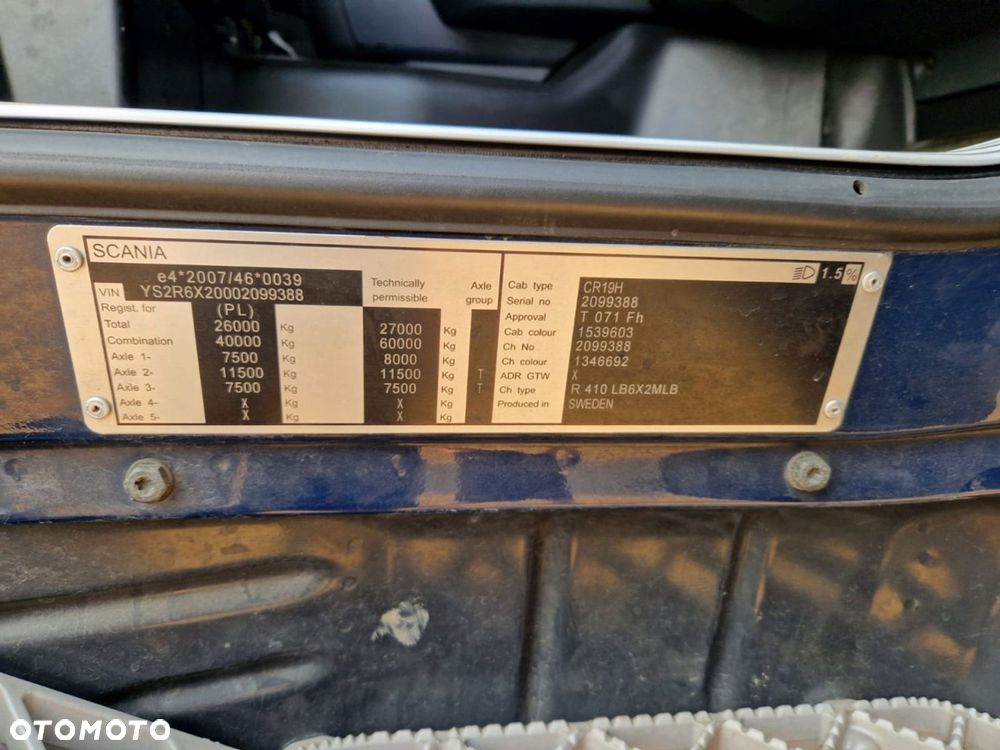 SCANIA
e4*2007/46*0039
VIN YS2R6X20002099388
Technically permissible Axle group
Regist. for (PL)
Total 26000 Kg 27000 Kg
Combination 40000 Kg 60000 Kg
Axle 1- 7500 Kg 8000 Kg
Axle 2- 11500 Kg 11500 Kg T
Axle 3- 7500 Kg 7500 Kg T
Axle 4- X Kg X Kg
Axle 5- X Kg X Kg
1.5%
Cab type CR19H
Serial no 2099388
Approval T 071 Fh
Cab colour 1539603
Ch No 2099388
Ch colour 1346692
ADR GTW X
Ch type R 410 LB6X2MLB
Produced in SWEDEN
OTOMOTO